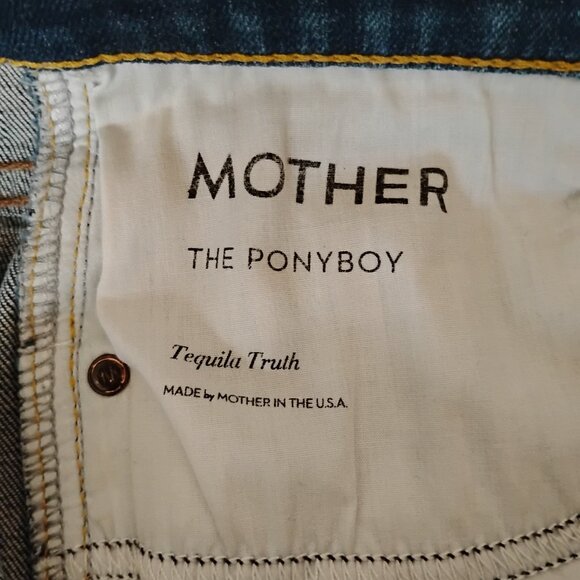 MOTHER
THE PONYBOY
Tequila Truth
MADE by MOTHER IN THE U.S.A.